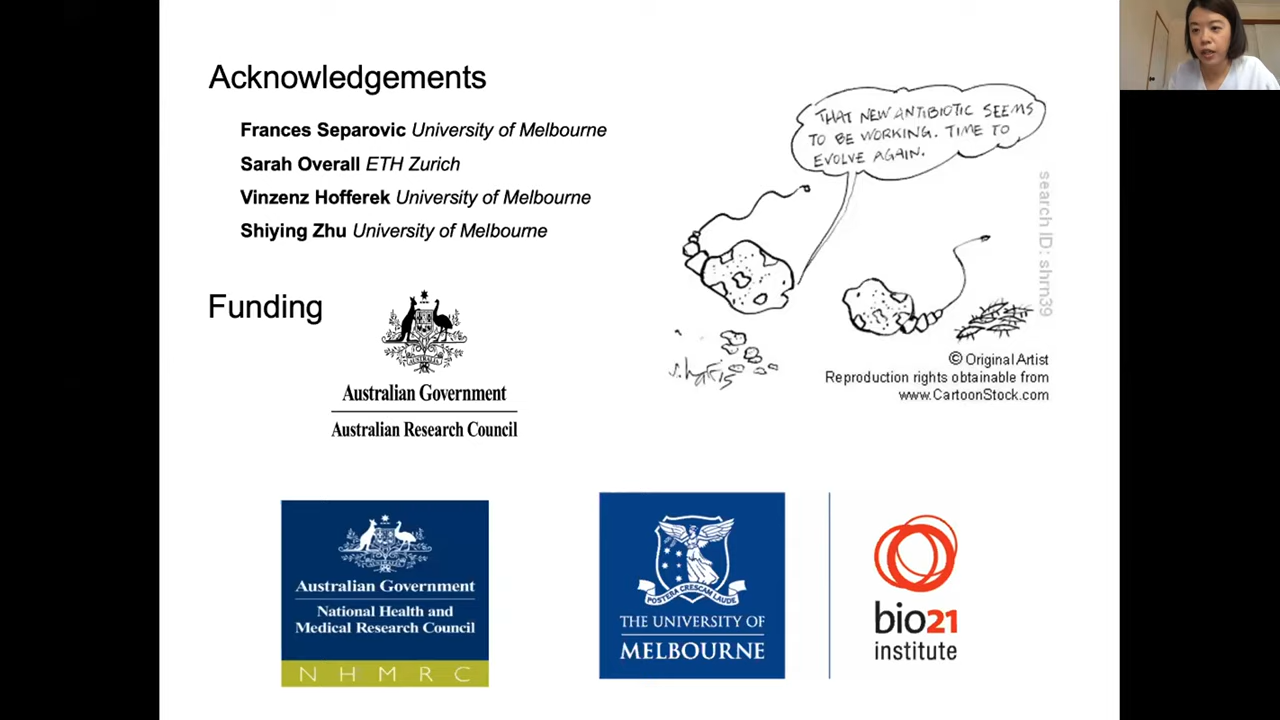 Acknowledgements
Frances Separovic University of Melbourne
Sarah Overall ETH Zurich
Vinzenz Hofferek University of Melbourne
Shiying Zhu University of Melbourne
THAT NEW ANTIBIOTIC SEEMS
TO BE WORKING. TIME TO
EVOLVE AGAIN.
search ID: shrn39
S. harris
© Original Artist
Reproduction rights obtainable from
www.CartoonStock.com
Funding
Australian Government
Australian Research Council
Australian Government
National Health and
Medical Research Council
NHMRC
POSTERA CRESCAM LAUDE
THE UNIVERSITY OF
MELBOURNE
bio21
institute